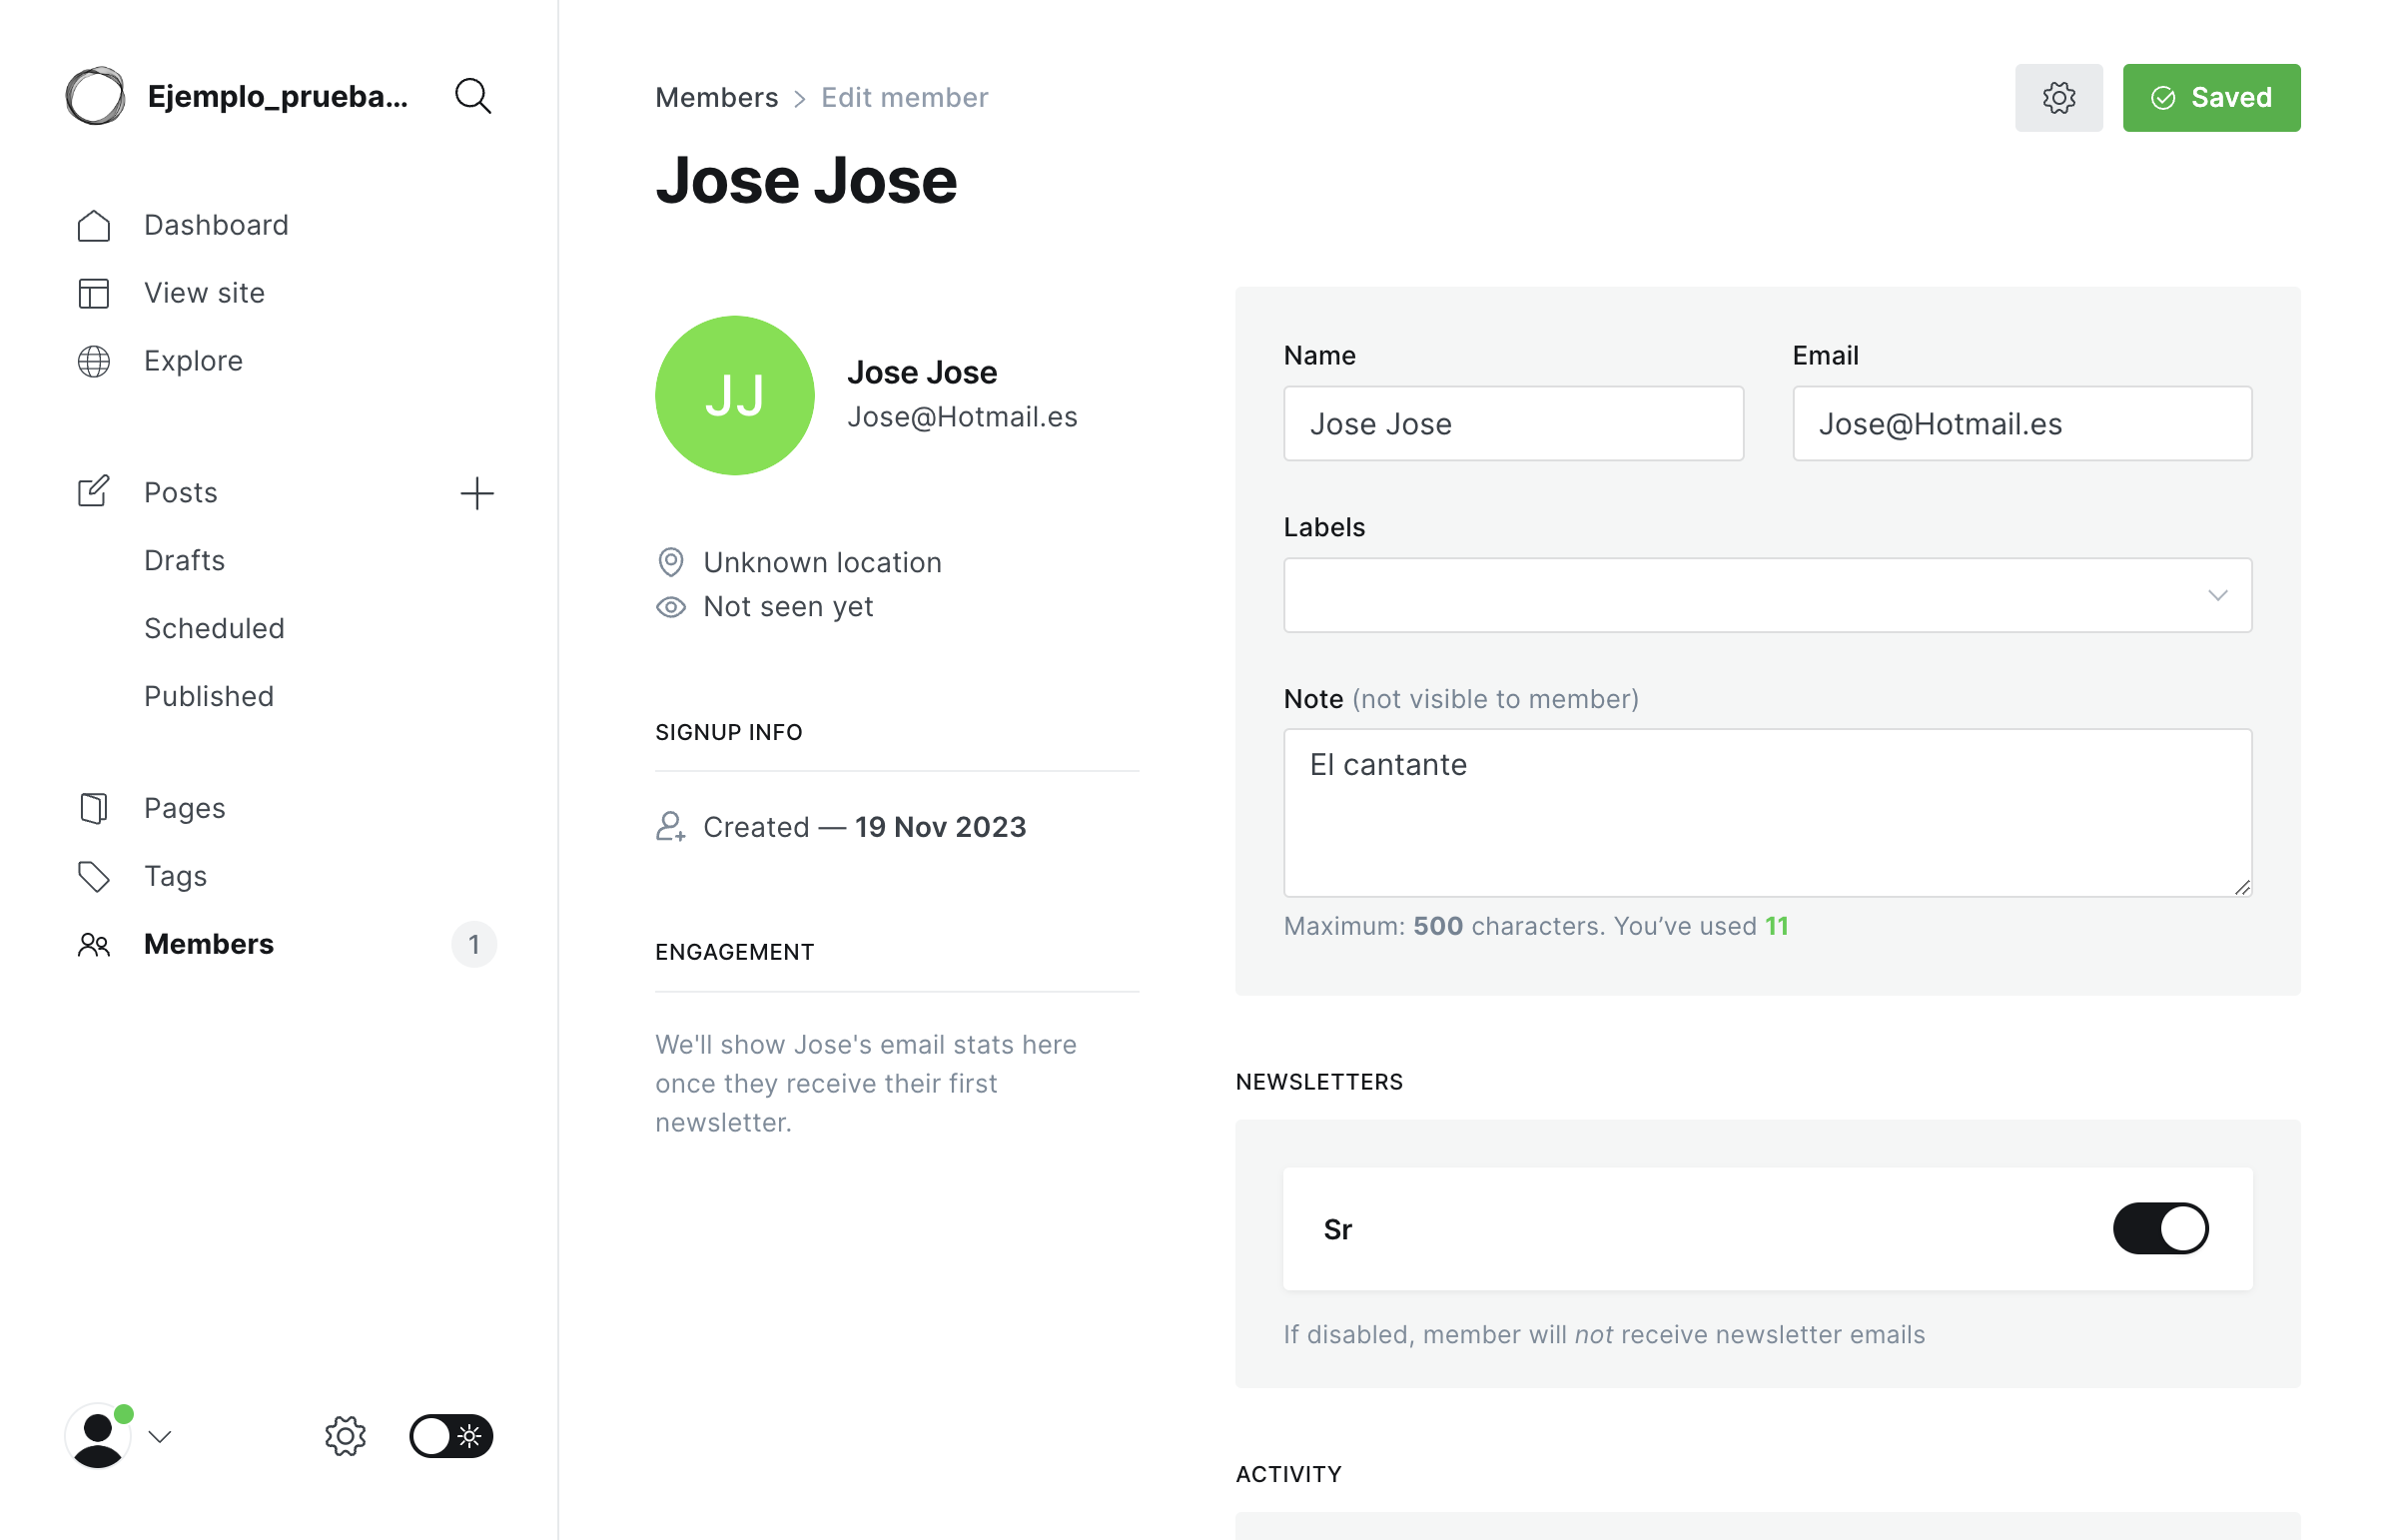 Ejemplo_prueba...
Dashboard
View site
Explore
Posts
Drafts
Scheduled
Published
Pages
Tags
Members 1
Members > Edit member
Saved
Jose Jose
JJ
Jose Jose
Jose@Hotmail.es
Unknown location
Not seen yet
SIGNUP INFO
Created — 19 Nov 2023
ENGAGEMENT
We'll show Jose's email stats here
once they receive their first
newsletter.
Name
Jose Jose
Email
Jose@Hotmail.es
Labels
Note (not visible to member)
El cantante
Maximum: 500 characters. You’ve used 11
NEWSLETTERS
Sr
If disabled, member will not receive newsletter emails
ACTIVITY